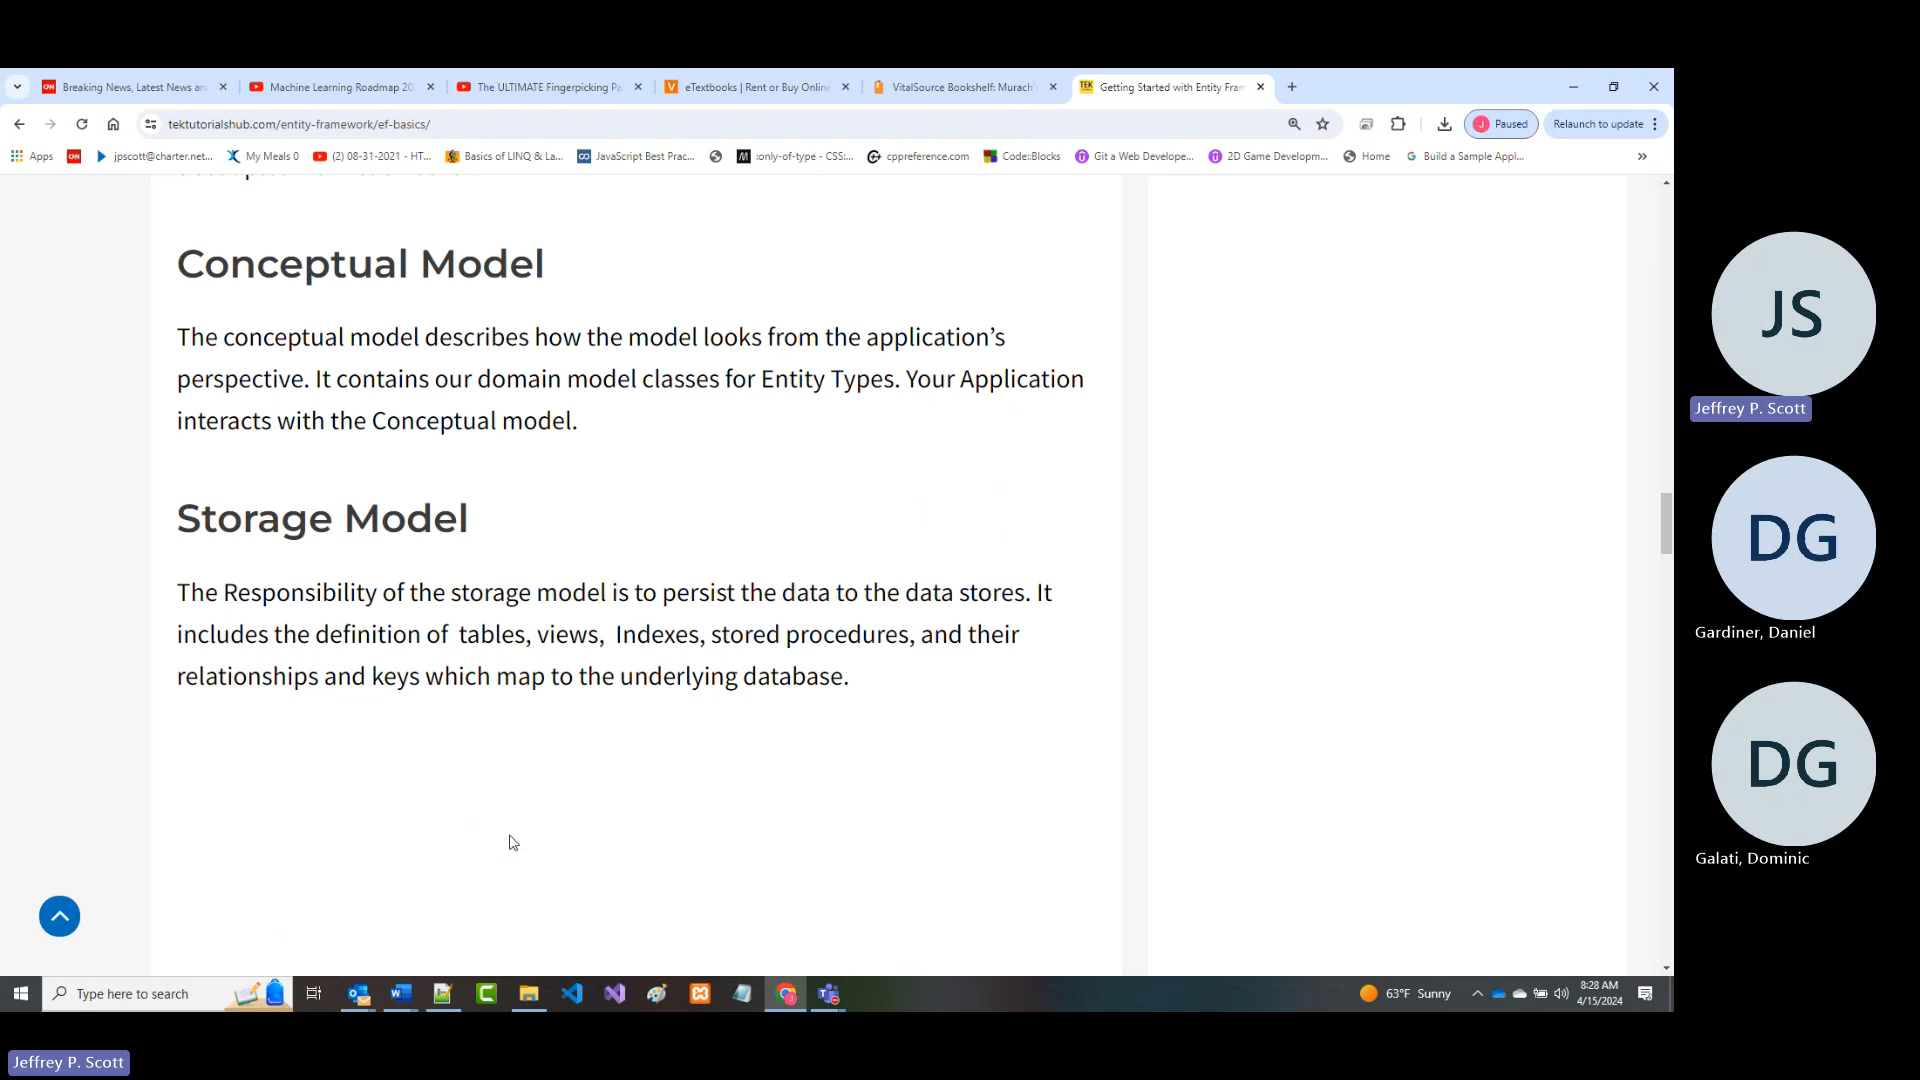 Breaking News, Latest News an
Machine Learning Roadmap 20
The ULTIMATE Fingerpicking Pa
eTextbooks | Rent or Buy Online
VitalSource Bookshelf: Murach's
TEK
Getting Started with Entity Fram
tektutorialshub.com/entity-framework/ef-basics/
J
Paused
Relaunch to update
Apps
CNN
jpscott@charter.net...
My Meals 0
(2) 08-31-2021 - HT...
Basics of LINQ & La...
JavaScript Best Prac...
:only-of-type - CSS:...
cppreference.com
Code::Blocks
Git a Web Develope...
2D Game Developm...
Home
Build a Sample Appl...
Conceptual Model
The conceptual model describes how the model looks from the application’s
perspective. It contains our domain model classes for Entity Types. Your Application
interacts with the Conceptual model.
Storage Model
The Responsibility of the storage model is to persist the data to the data stores. It
includes the definition of tables, views, Indexes, stored procedures, and their
relationships and keys which map to the underlying database.
JS
Jeffrey P. Scott
DG
Gardiner, Daniel
DG
Galati, Dominic
Type here to search
63°F Sunny
8:28 AM
4/15/2024
Jeffrey P. Scott